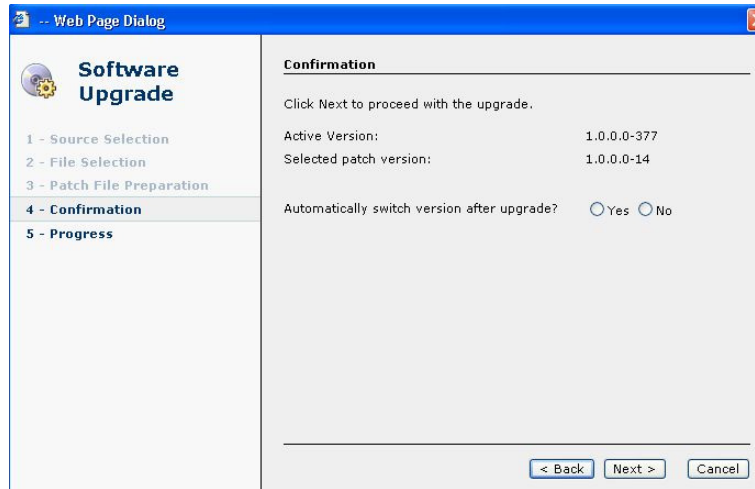 -- Web Page Dialog
Software
Upgrade
1 - Source Selection
2 - File Selection
3 - Patch File Preparation
4 - Confirmation
5 - Progress
Confirmation
Click Next to proceed with the upgrade.
Active Version: 1.0.0.0-377
Selected patch version: 1.0.0.0-14
Automatically switch version after upgrade? Yes No
< Back Next > Cancel